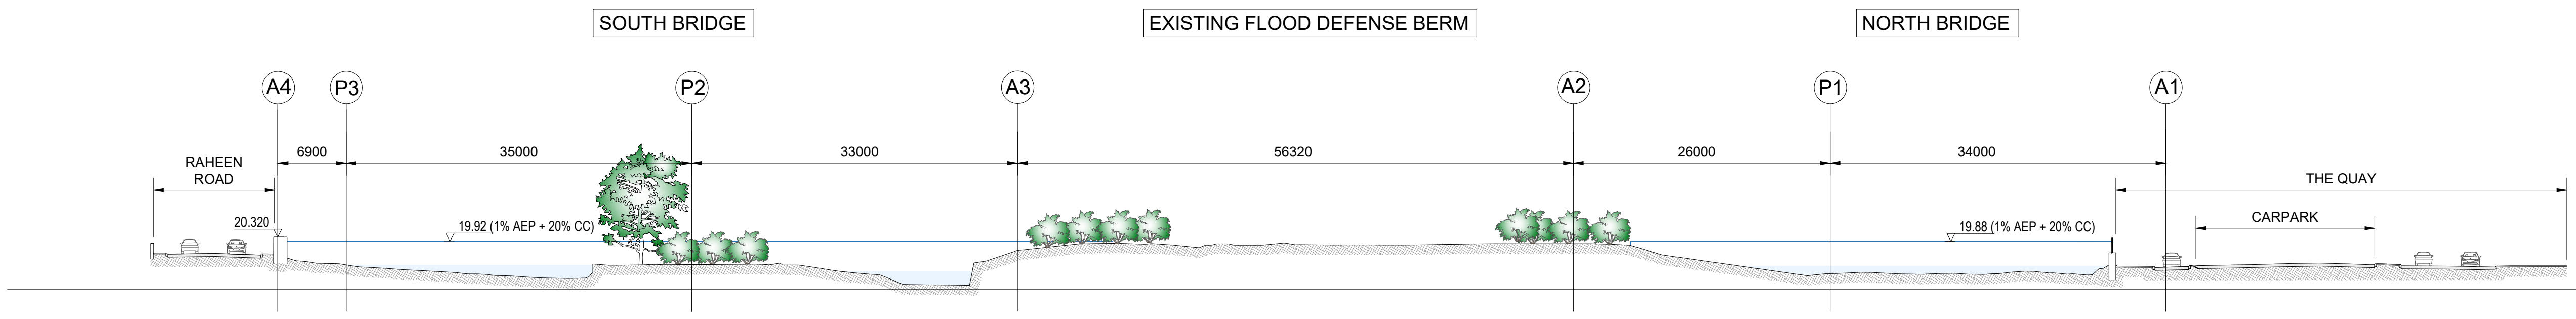 SOUTH BRIDGE
EXISTING FLOOD DEFENSE BERM
NORTH BRIDGE
A4
P3
P2
A3
A2
P1
A1
6900
35000
33000
56320
26000
34000
RAHEEN
ROAD
THE QUAY
CARPARK
20.320
19.92 (1% AEP + 20% CC)
19.88 (1% AEP + 20% CC)